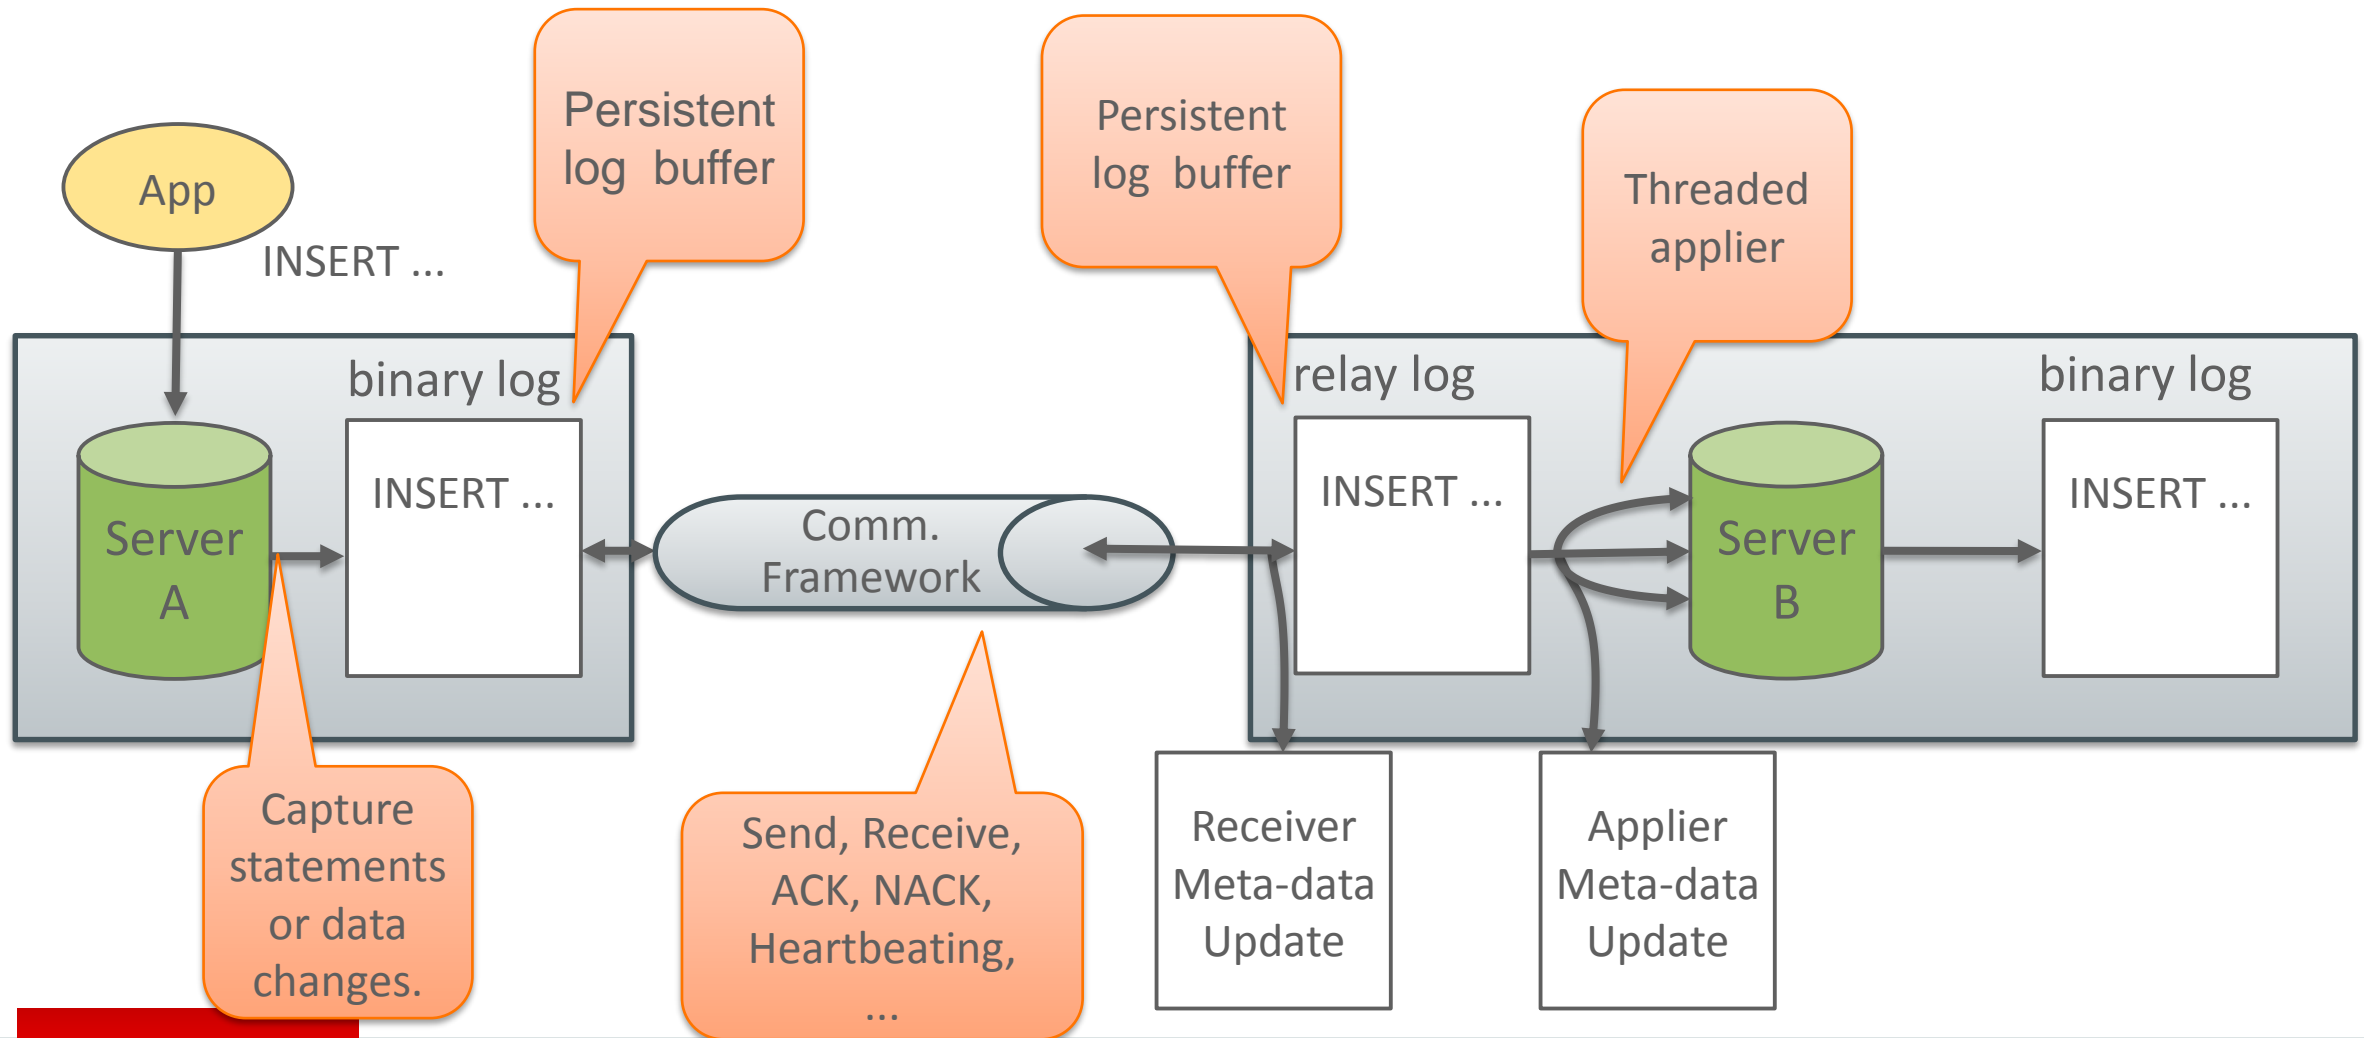 Persistent
log buffer
Persistent
log buffer
App
Threaded
applier
INSERT ...
binary log
relay log
binary log
INSERT ...
INSERT ...
INSERT ...
Server
A
Comm.
Framework
Server
B
Capture
statements
or data
changes.
Send, Receive,
ACK, NACK,
Heartbeating,
...
Receiver
Meta-data
Update
Applier
Meta-data
Update